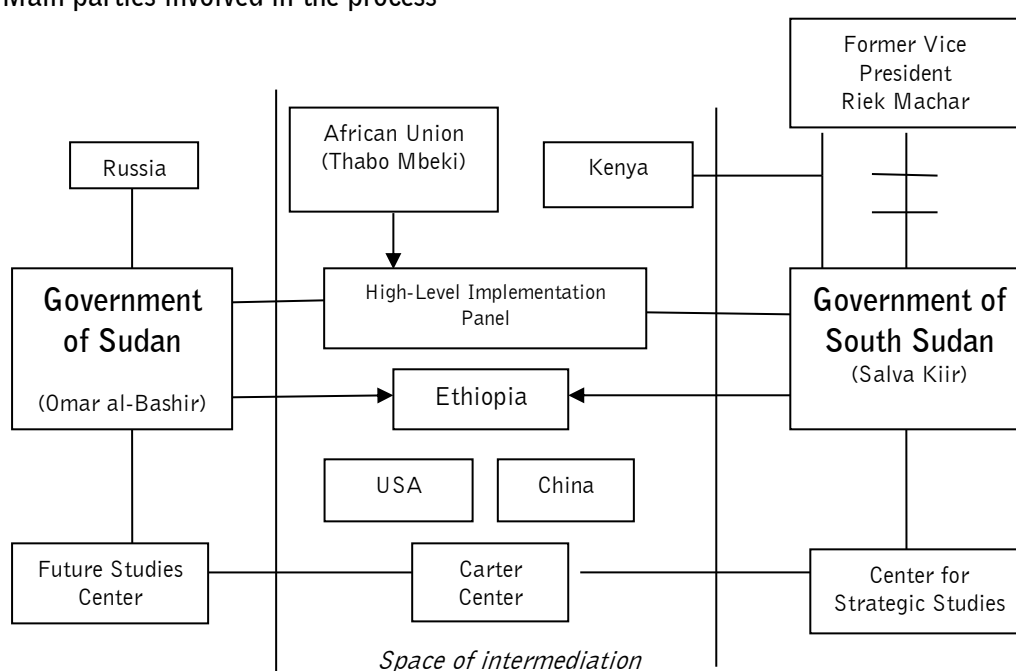 Main parties involved in the process
Former Vice
President
Riek Machar
African Union
(Thabo Mbeki)
Kenya
Russia
Government
of Sudan
(Omar al-Bashir)
High-Level Implementation
Panel
Government of
South Sudan
(Salva Kiir)
Ethiopia
USA
China
Future Studies
Center
Carter
Center
Center for
Strategic Studies
Space of intermediation